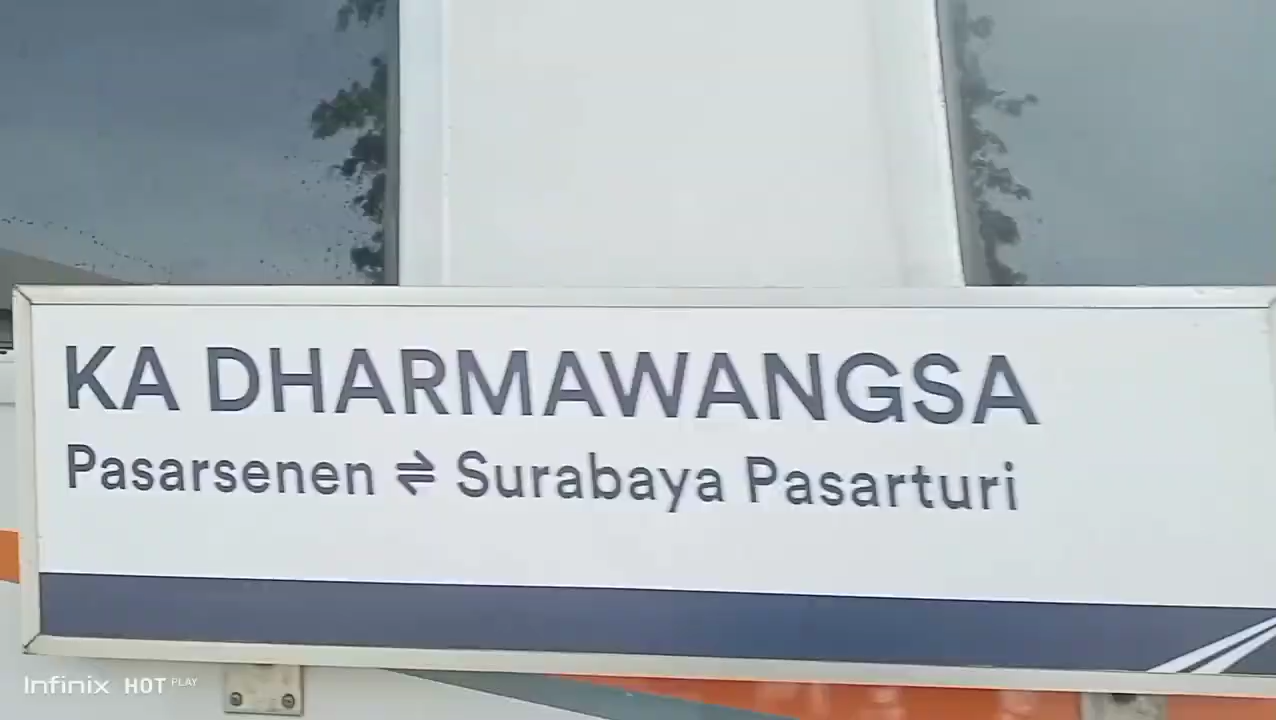 KA DHARMAWANGSA
Pasarsenen ⇌ Surabaya Pasarturi
Infinix HOT PLAY